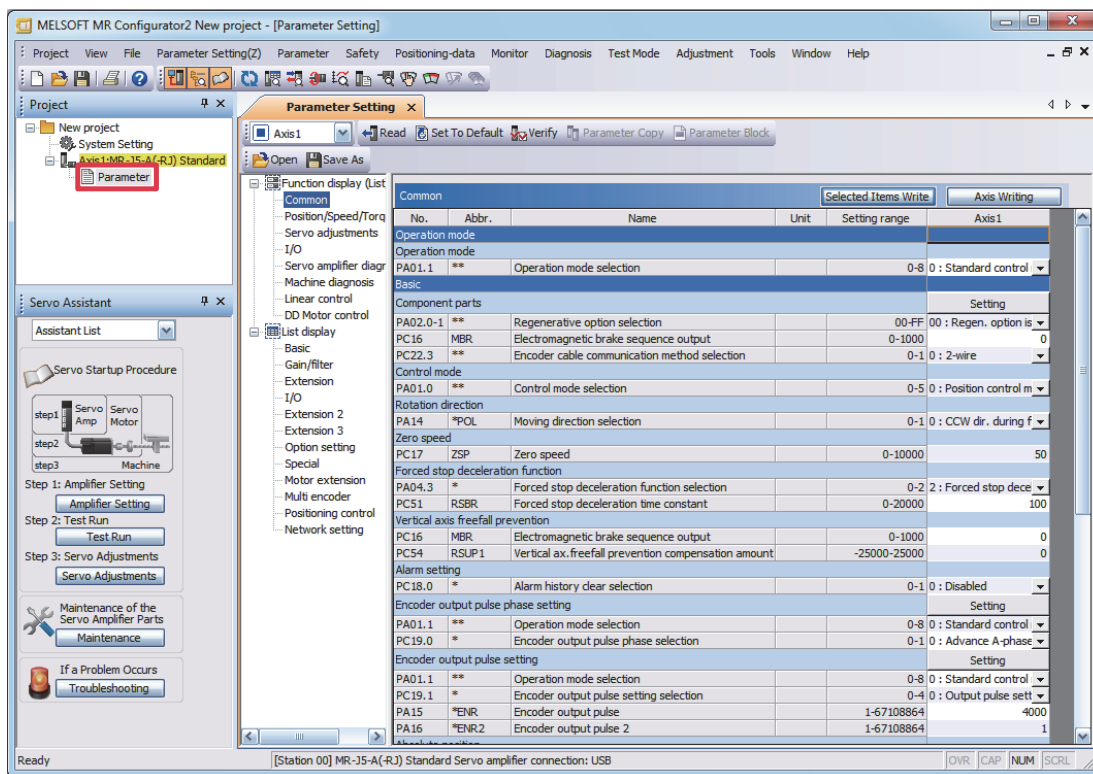 MELSOFT MR Configurator2 New project - [Parameter Setting]
Project View File Parameter Setting(Z) Parameter Safety Positioning-data Monitor Diagnosis Test Mode Adjustment Tools Window Help
Project
New project
System Setting
Axis1:MR-J5-A(-RJ) Standard
Parameter
Servo Assistant
Assistant List
Servo Startup Procedure
step1 Servo Amp Servo Motor
step2
step3 Machine
Step 1: Amplifier Setting
Amplifier Setting
Step 2: Test Run
Test Run
Step 3: Servo Adjustments
Servo Adjustments
Maintenance of the
Servo Amplifier Parts
Maintenance
If a Problem Occurs
Troubleshooting
Parameter Setting
Axis1 Read Set To Default Verify Parameter Copy Parameter Block
Open Save As
Function display (List
Common
Position/Speed/Torq
Servo adjustments
I/O
Servo amplifier diagr
Machine diagnosis
Linear control
DD Motor control
List display
Basic
Gain/filter
Extension
I/O
Extension 2
Extension 3
Option setting
Special
Motor extension
Multi encoder
Positioning control
Network setting
Common Selected Items Write Axis Writing
No. Abbr. Name Unit Setting range Axis1
Operation mode
Operation mode
PA01.1 ** Operation mode selection 0-8 0 : Standard control
Basic
Component parts Setting
PA02.0-1 ** Regenerative option selection 00-FF 00 : Regen. option is
PC16 MBR Electromagnetic brake sequence output 0-1000 0
PC22.3 ** Encoder cable communication method selection 0-1 0 : 2-wire
Control mode
PA01.0 ** Control mode selection 0-5 0 : Position control m
Rotation direction
PA14 *POL Moving direction selection 0-1 0 : CCW dir. during f
Zero speed
PC17 ZSP Zero speed 0-10000 50
Forced stop deceleration function
PA04.3 * Forced stop deceleration function selection 0-2 2 : Forced stop dece
PC51 RSBR Forced stop deceleration time constant 0-20000 100
Vertical axis freefall prevention
PC16 MBR Electromagnetic brake sequence output 0-1000 0
PC54 RSUP1 Vertical ax.freefall prevention compensation amount -25000-25000 0
Alarm setting
PC18.0 * Alarm history clear selection 0-1 0 : Disabled
Encoder output pulse phase setting Setting
PA01.1 ** Operation mode selection 0-8 0 : Standard control
PC19.0 * Encoder output pulse phase selection 0-1 0 : Advance A-phase
Encoder output pulse setting Setting
PA01.1 ** Operation mode selection 0-8 0 : Standard control
PC19.1 * Encoder output pulse setting selection 0-4 0 : Output pulse sett
PA15 *ENR Encoder output pulse 1-67108864 4000
PA16 *ENR2 Encoder output pulse 2 1-67108864 1
Ready [Station 00] MR-J5-A(-RJ) Standard Servo amplifier connection: USB OVR CAP NUM SCRL